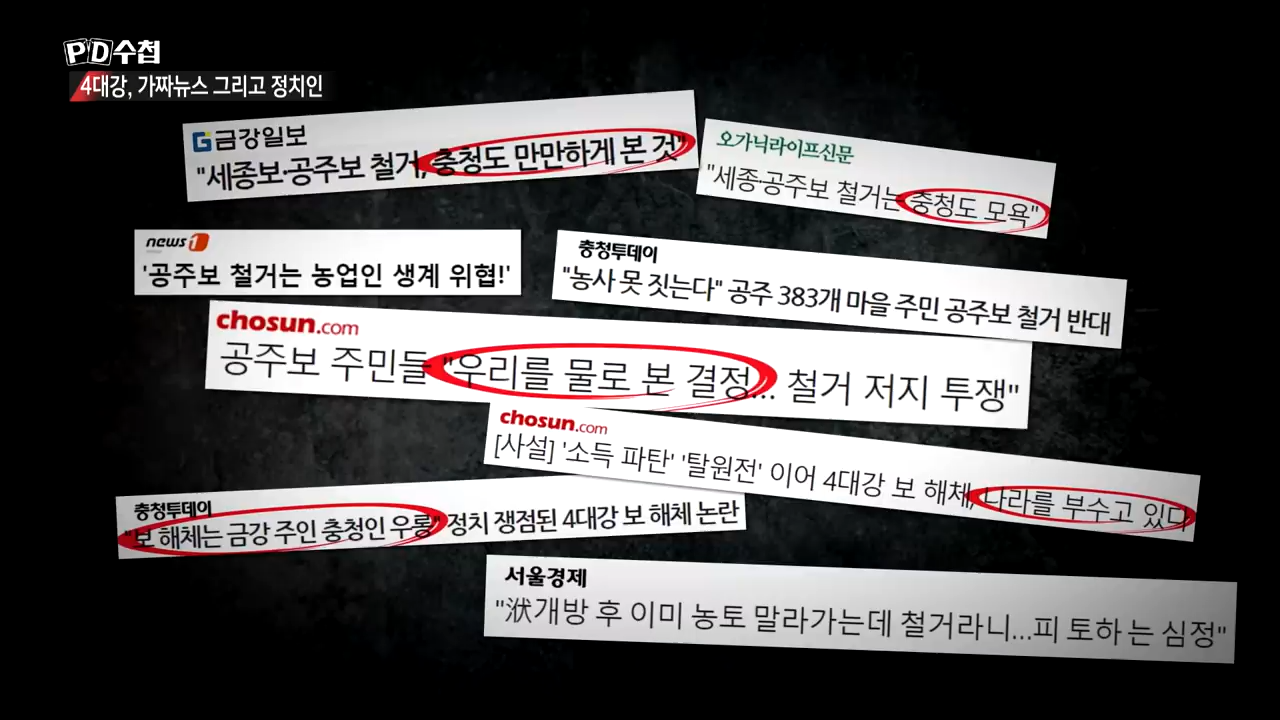 PD수첩
4대강, 가짜뉴스 그리고 정치인
금강일보
"세종보·공주보 철거, 충청도 만만하게 본 것"
오가닉라이프신문
"세종·공주보 철거는 충청도 모욕"
news1
'공주보 철거는 농업인 생계 위협!'
충청투데이
"농사 못 짓는다" 공주 383개 마을 주민 공주보 철거 반대
chosun.com
공주보 주민들 "우리를 물로 본 결정... 철거 저지 투쟁"
chosun.com
[사설] '소득 파탄' '탈원전' 이어 4대강 보 해체, 나라를 부수고 있다
충청투데이
"보 해체는 금강 주인 충청인 우롱" 정치 쟁점된 4대강 보 해체 논란
서울경제
"洑개방 후 이미 농토 말라가는데 철거라니...피 토하 는 심정"